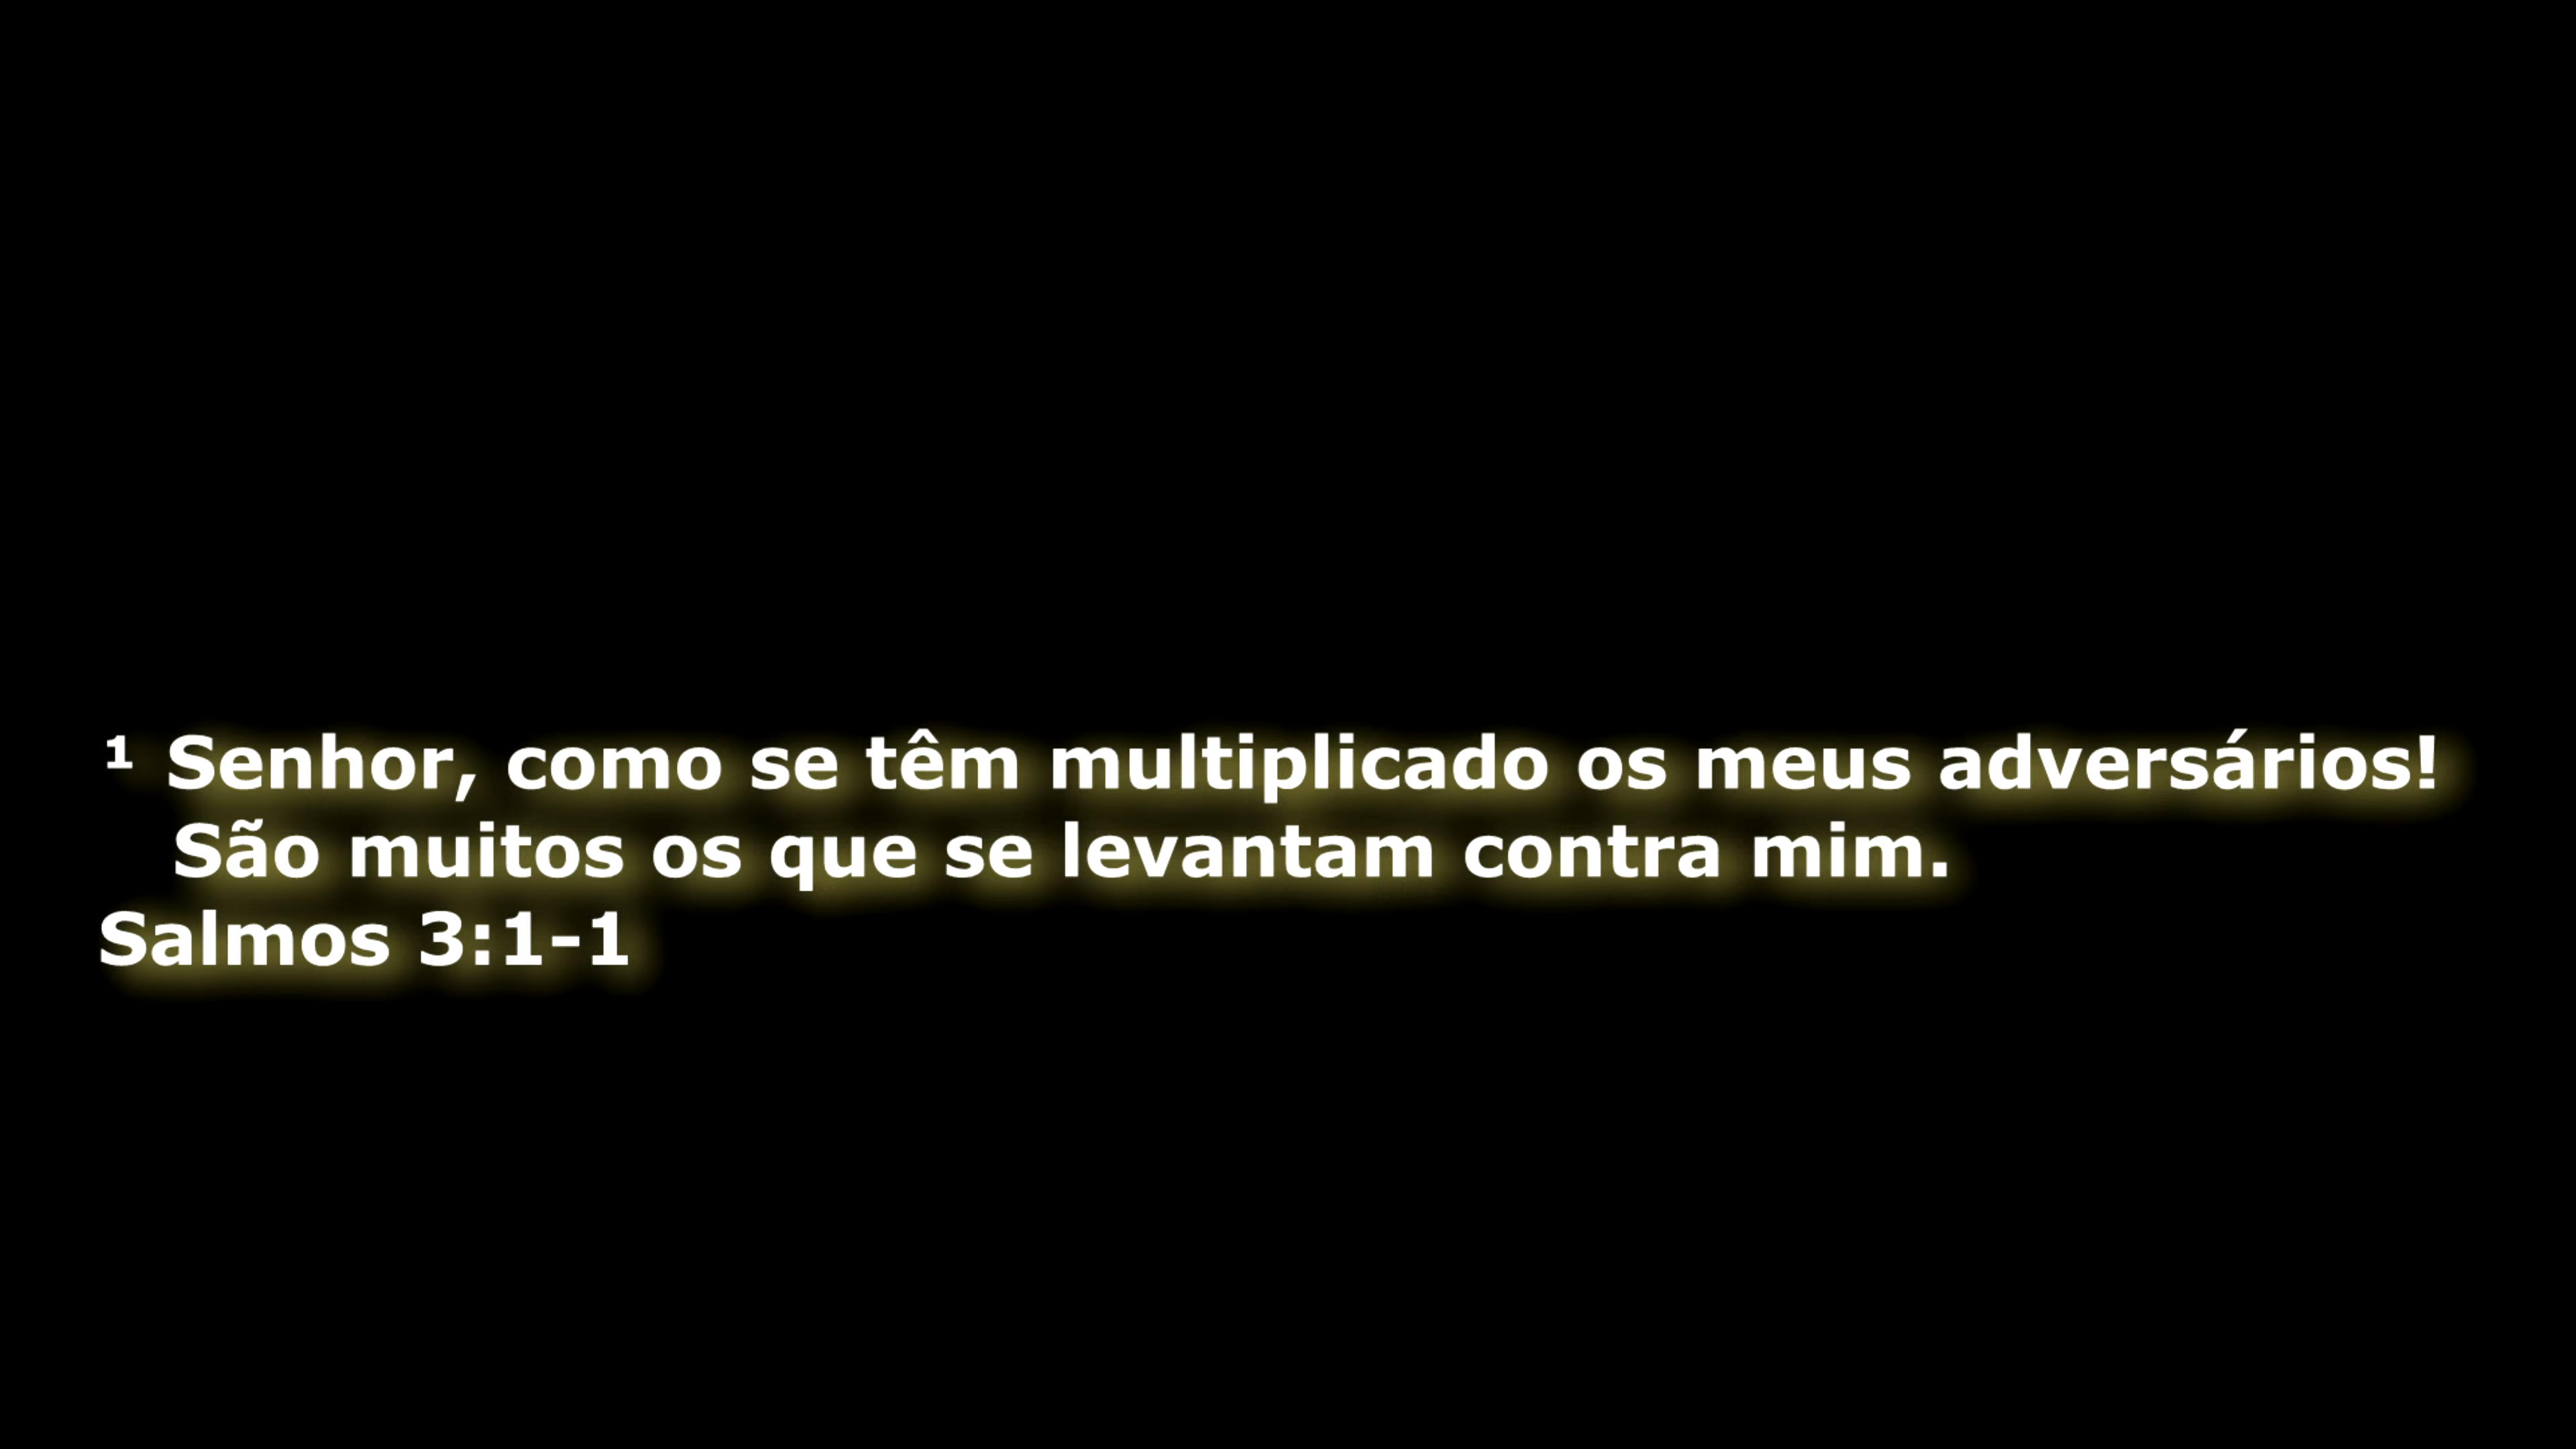 ¹ Senhor, como se têm multiplicado os meus adversários!
São muitos os que se levantam contra mim.
Salmos 3:1-1